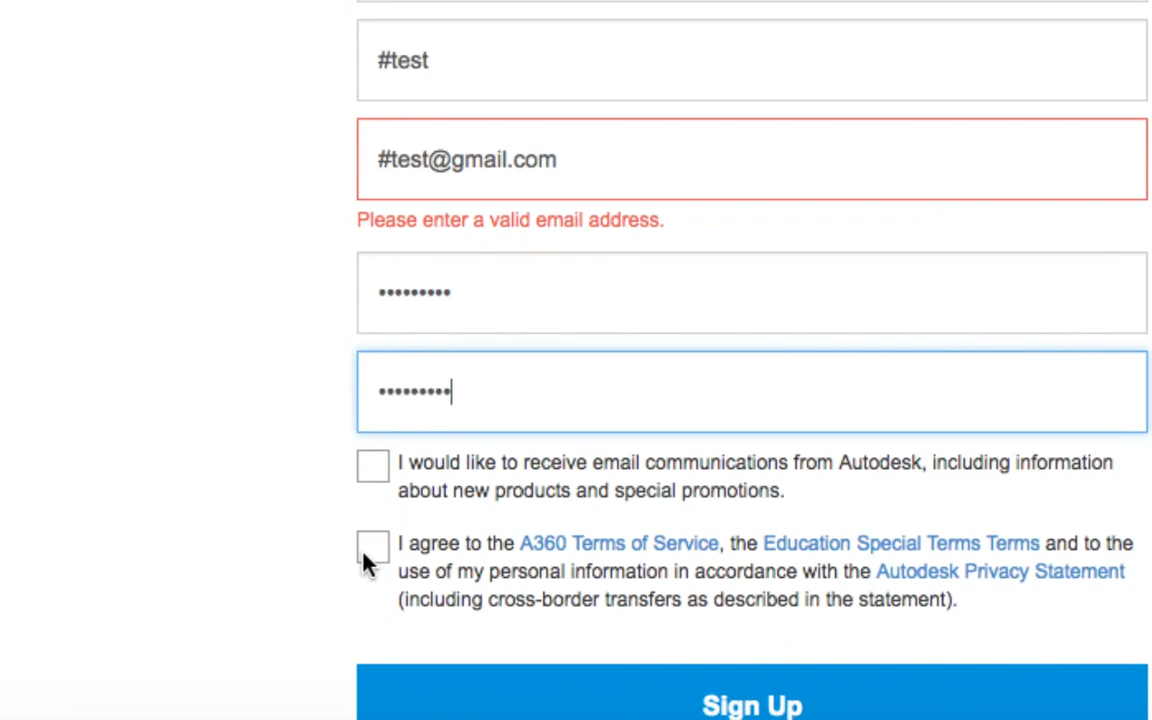 #test
#test@gmail.com
Please enter a valid email address.
•••••••••
•••••••••
I would like to receive email communications from Autodesk, including information
about new products and special promotions.
I agree to the A360 Terms of Service, the Education Special Terms Terms and to the
use of my personal information in accordance with the Autodesk Privacy Statement
(including cross-border transfers as described in the statement).
Sign Up